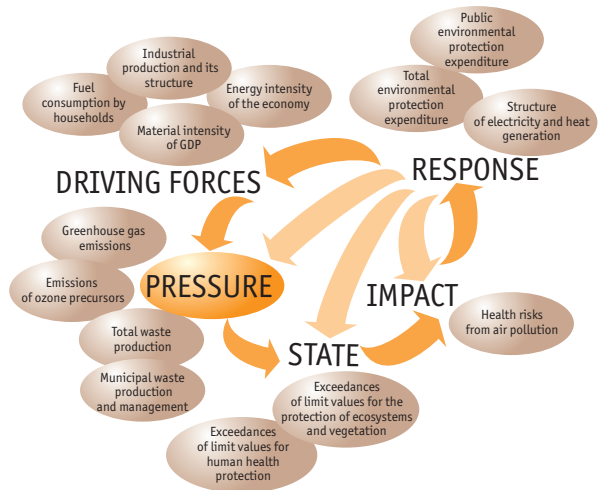 Public
environmental
protection
expenditure
Industrial
production and its
structure
Fuel
consumption by
households
Energy intensity
of the economy
Total
environmental
protection
expenditure
Material intensity
of GDP
Structure
of electricity and heat
generation
DRIVING FORCES
RESPONSE
Greenhouse gas
emissions
Emissions
of ozone precursors
PRESSURE
IMPACT
Total waste
production
Health risks
from air pollution
STATE
Municipal waste
production
and management
Exceedances
of limit values for the
protection of ecosystems
and vegetation
Exceedances
of limit values for
human health
protection